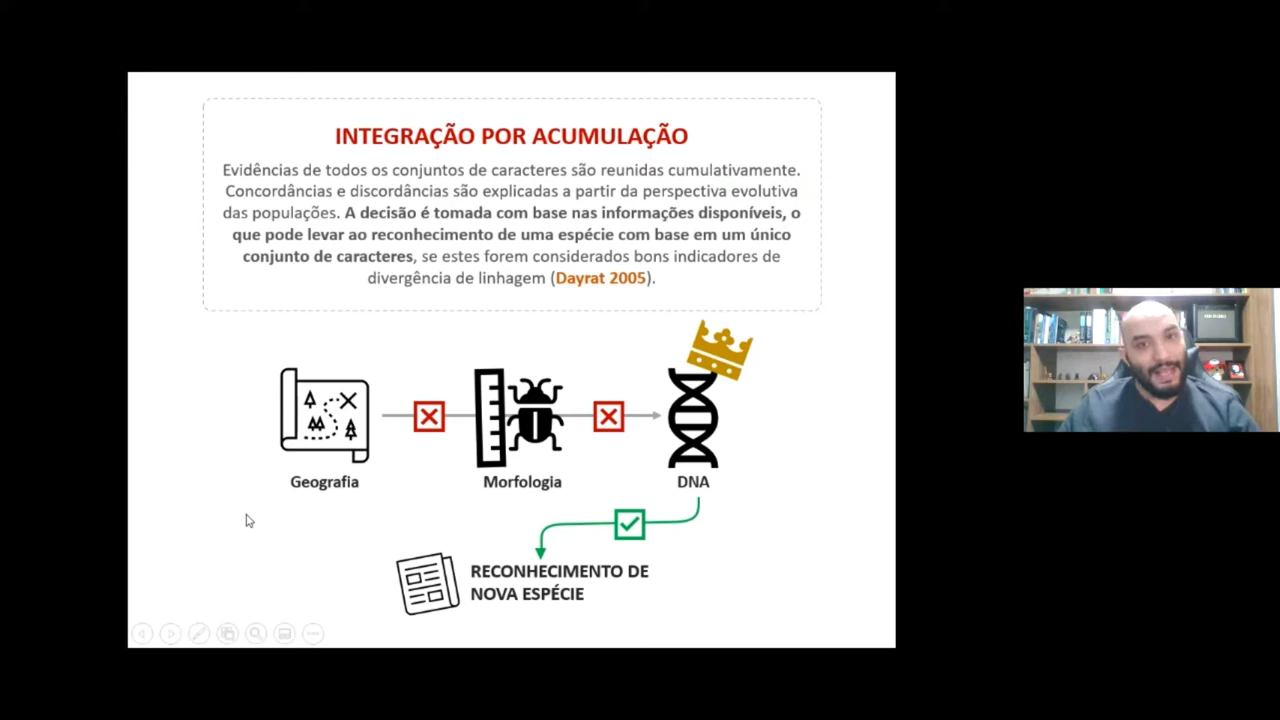 INTEGRAÇÃO POR ACUMULAÇÃO
Evidências de todos os conjuntos de caracteres são reunidas cumulativamente.
Concordâncias e discordâncias são explicadas a partir da perspectiva evolutiva
das populações. A decisão é tomada com base nas informações disponíveis, o
que pode levar ao reconhecimento de uma espécie com base em um único
conjunto de caracteres, se estes forem considerados bons indicadores de
divergência de linhagem (Dayrat 2005).
Geografia
Morfologia
DNA
RECONHECIMENTO DE
NOVA ESPÉCIE